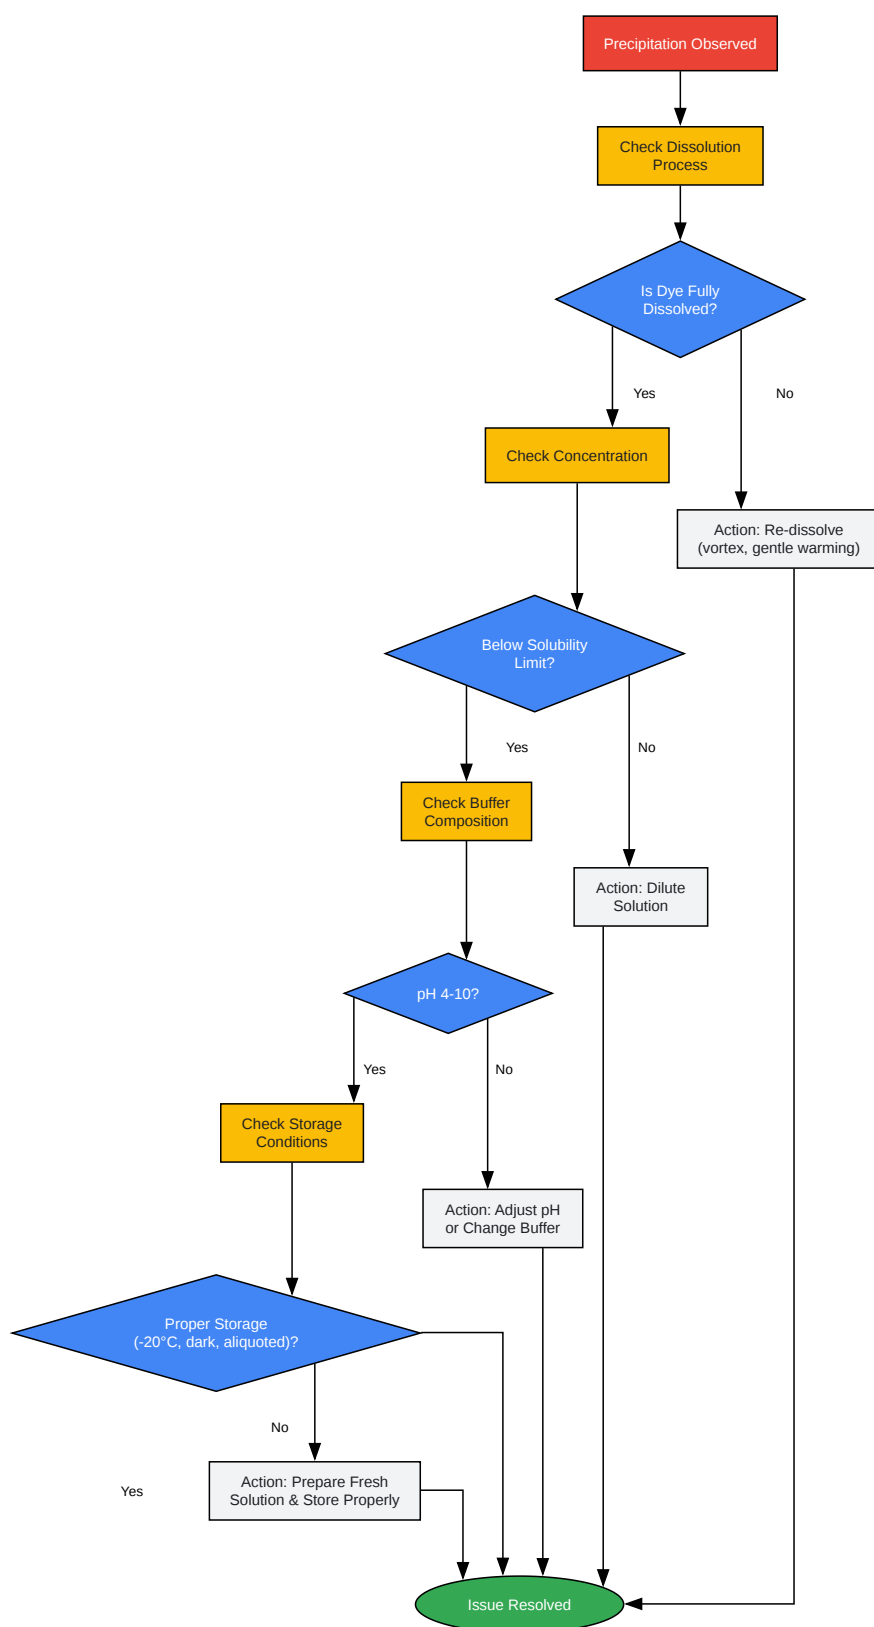 Precipitation Observed
Check Dissolution
Process
Is Dye Fully
Dissolved?
Yes
No
Check Concentration
Action: Re-dissolve
(vortex, gentle warming)
Below Solubility
Limit?
Yes
No
Check Buffer
Composition
Action: Dilute
Solution
pH 4-10?
Yes
No
Check Storage
Conditions
Action: Adjust pH
or Change Buffer
Proper Storage
(-20°C, dark, aliquoted)?
No
Yes
Action: Prepare Fresh
Solution & Store Properly
Issue Resolved